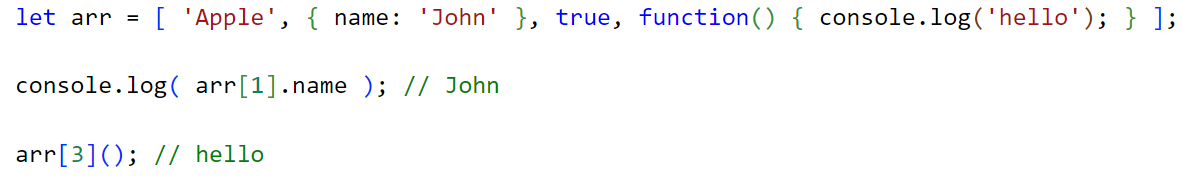 let arr = [ 'Apple', { name: 'John' }, true, function() { console.log('hello'); } ];
console.log( arr[1].name ); // John
arr[3](); // hello